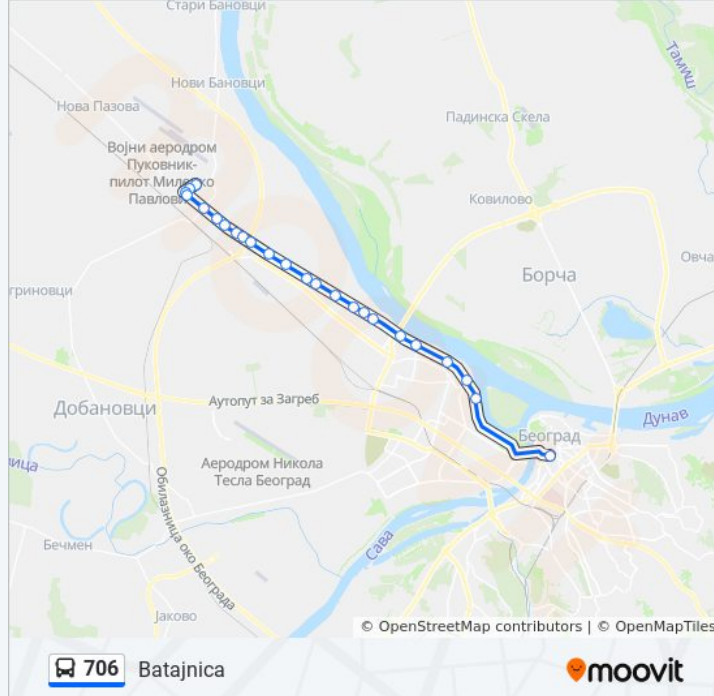 Стари Бановци
Нови Бановци
Нова Пазова
Тамиш
Падинска Скела
Војни аеродром
Пуковник-
пилот Мил
ко
Павлов
Ковилово
Овча
Борча
гриновци
Добановци
Аутопут за Загреб
Дунав
Београд
Аеродром Никола
Тесла Београд
вица
Обилазница око Београда
Сава
Бечмен
Јаково
© OpenStreetMap contributors | © OpenMapTiles
706 Batajnica
moovit